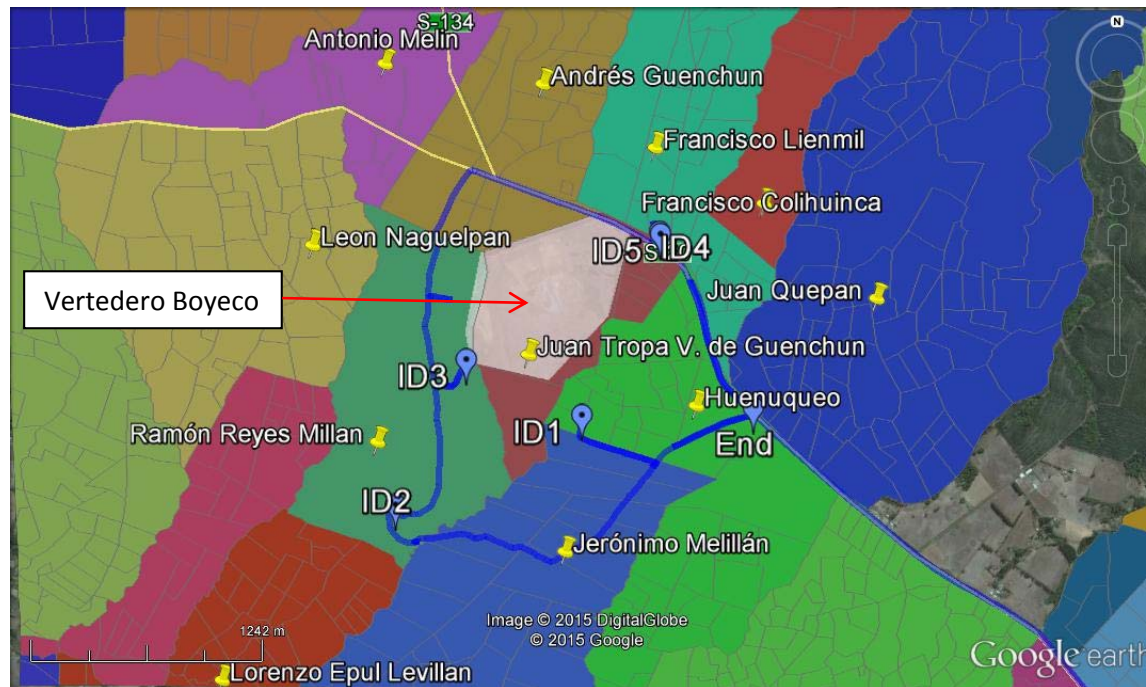 S-134
Antonio Melin
Andrés Guenchun
Francisco Lienmil
Francisco Colihuinca
Leon Naguelpan
ID5
ID4
Juan Quepan
Vertedero Boyeco
Juan Tropa V. de Guenchun
ID3
Huenuqueo
ID1
End
Ramón Reyes Millan
ID2
Jerónimo Melillán
Image © 2015 DigitalGlobe
© 2015 Google
1242 m
Google earth
Lorenzo Epul Levillan
N